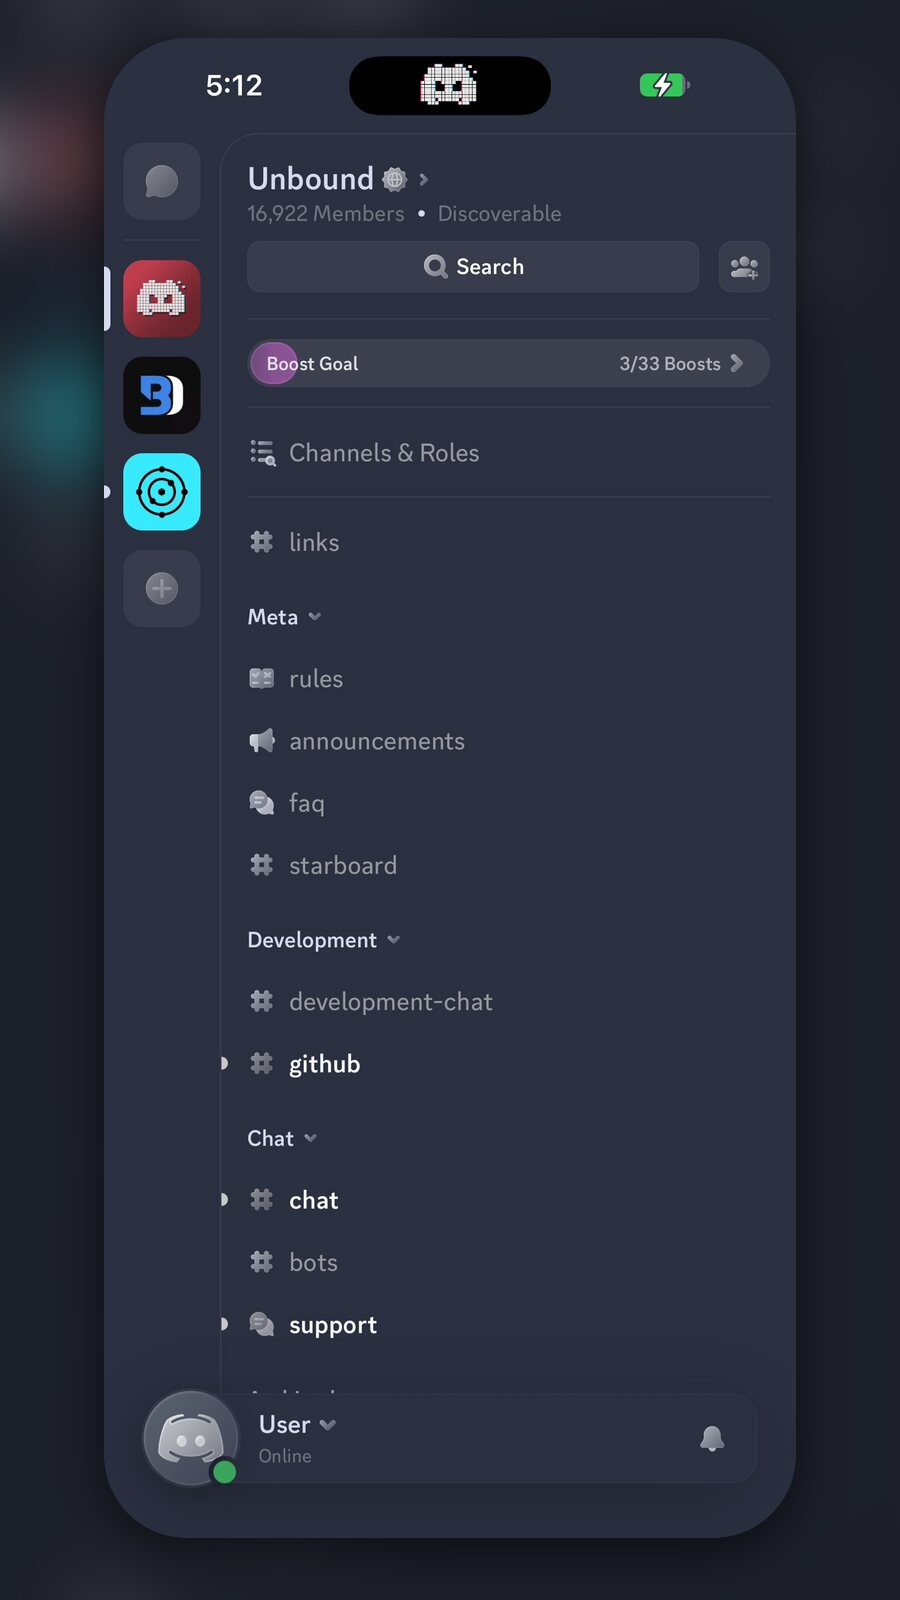 5:12
Unbound
16,922 Members • Discoverable
Search
Boost Goal 3/33 Boosts
Channels & Roles
links
Meta
rules
announcements
faq
starboard
Development
development-chat
github
Chat
chat
bots
support
User
Online